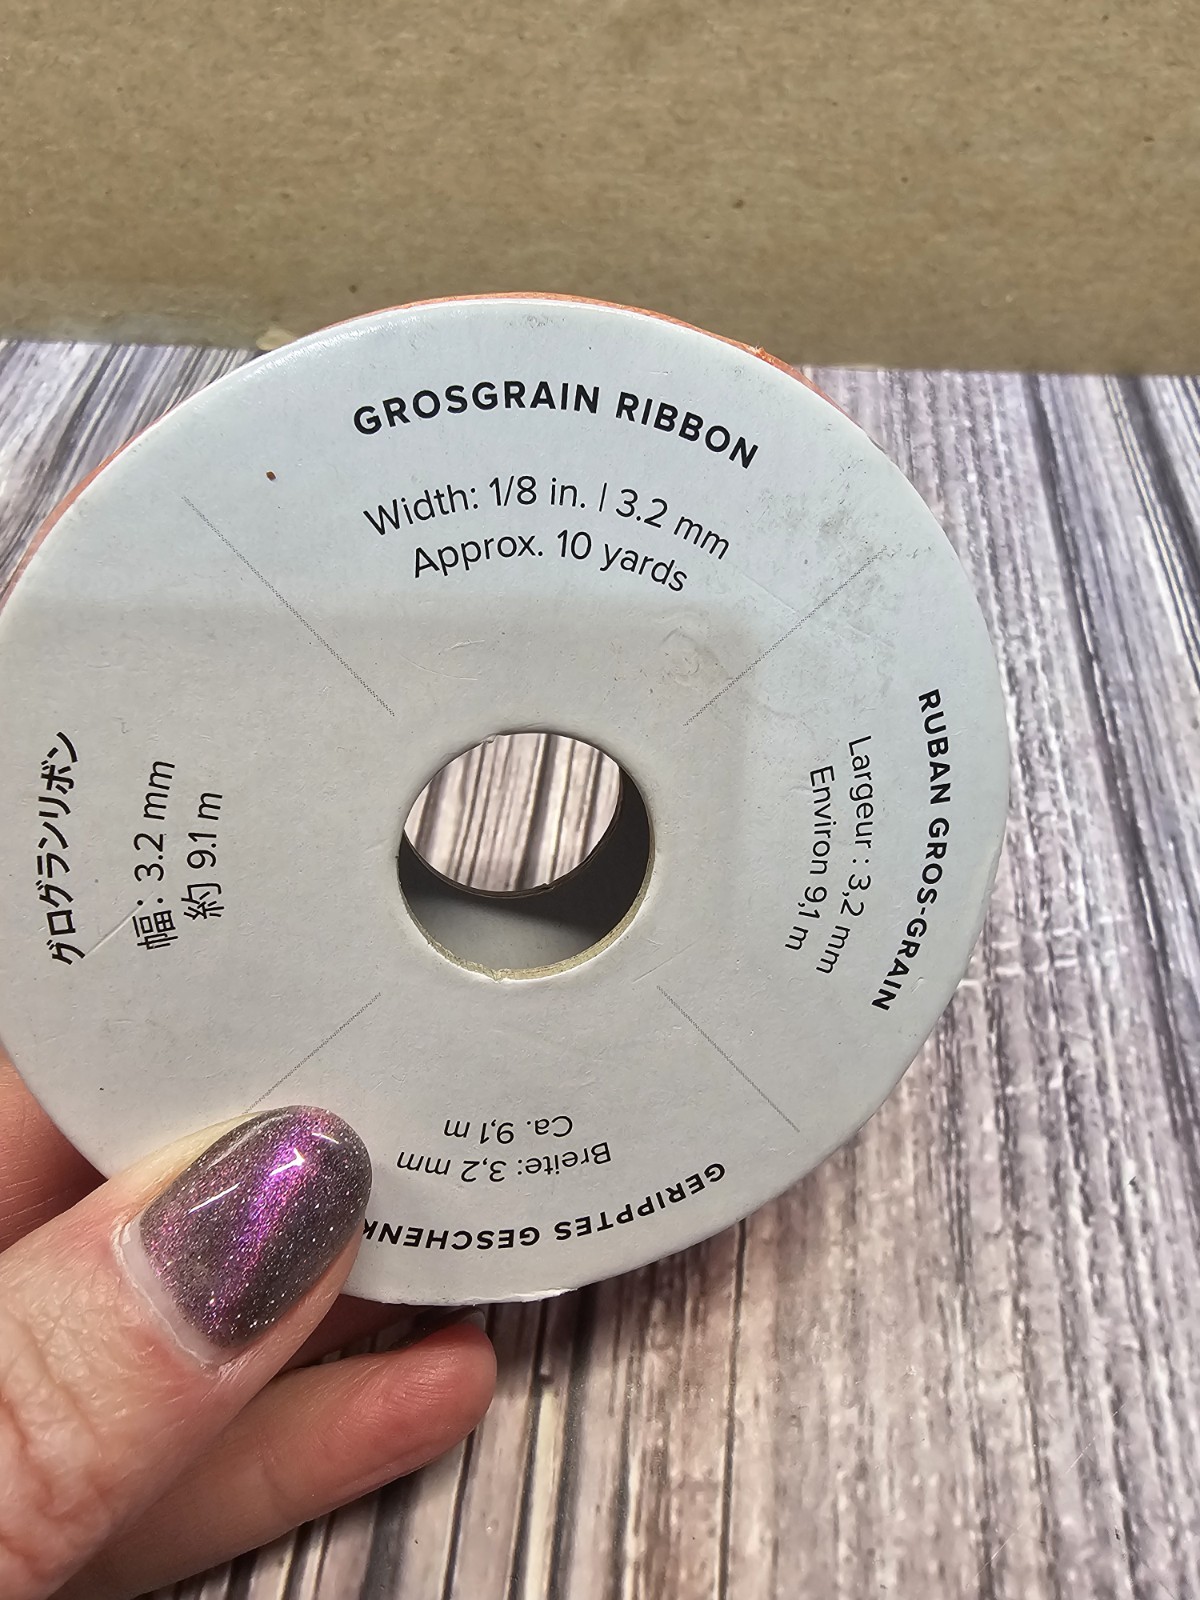 GROSGRAIN RIBBON
Width: 1/8 in. | 3.2 mm
Approx. 10 yards
RUBAN GROS-GRAIN
Largeur : 3,2 mm
Environ 9,1 m
GERIPPTES
Breite: 3,2 mm
Ca. 9,1 m
グログランリボン
幅: 3.2 mm
約 9.1 m